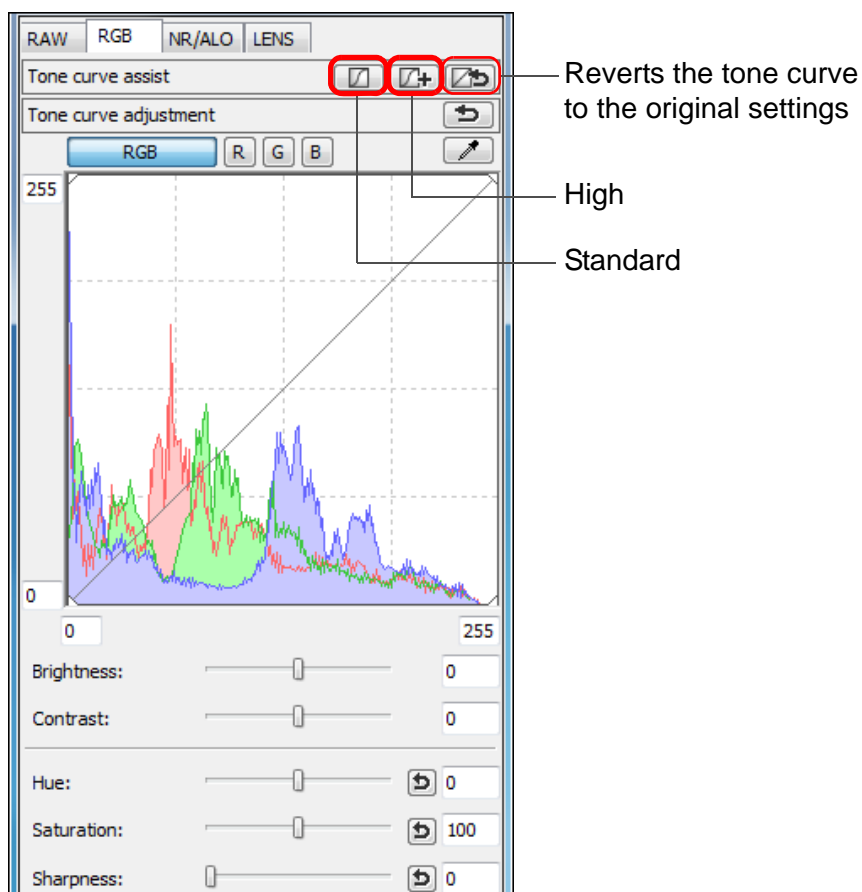 RAW RGB NR/ALO LENS
Tone curve assist
Reverts the tone curve
to the original settings
Tone curve adjustment
RGB R G B
255
High
Standard
0
0 255
Brightness: 0
Contrast: 0
Hue: 0
Saturation: 100
Sharpness: 0